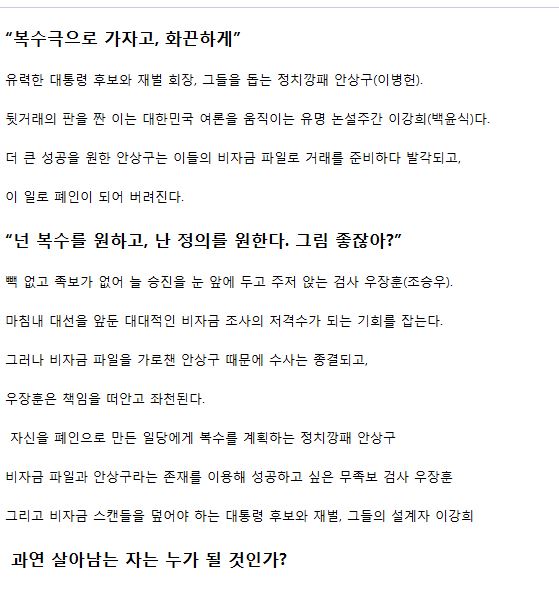 “복수극으로 가자고, 화끈하게”
유력한 대통령 후보와 재벌 회장, 그들을 돕는 정치깡패 안상구(이병헌).
뒷거래의 판을 짠 이는 대한민국 여론을 움직이는 유명 논설주간 이강희(백윤식)다.
더 큰 성공을 원한 안상구는 이들의 비자금 파일로 거래를 준비하다 발각되고,
이 일로 폐인이 되어 버려진다.
“넌 복수를 원하고, 난 정의를 원한다. 그림 좋잖아?”
빽 없고 족보가 없어 늘 승진을 눈 앞에 두고 주저 앉는 검사 우장훈(조승우).
마침내 대선을 앞둔 대대적인 비자금 조사의 저격수가 되는 기회를 잡는다.
그러나 비자금 파일을 가로챈 안상구 때문에 수사는 종결되고,
우장훈은 책임을 떠안고 좌천된다.
자신을 폐인으로 만든 일당에게 복수를 계획하는 정치깡패 안상구
비자금 파일과 안상구라는 존재를 이용해 성공하고 싶은 무족보 검사 우장훈
그리고 비자금 스캔들을 덮어야 하는 대통령 후보와 재벌, 그들의 설계자 이강희
과연 살아남는 자는 누가 될 것인가?